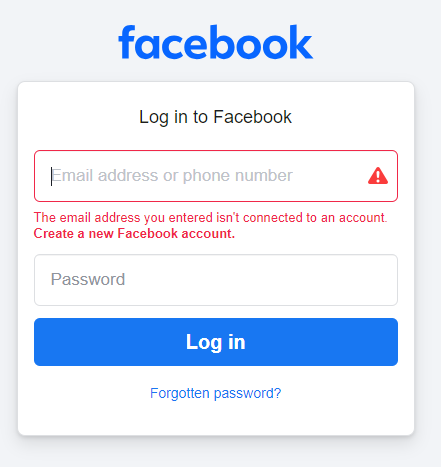 facebook
Log in to Facebook
Email address or phone number
The email address you entered isn't connected to an account.
Create a new Facebook account.
Password
Log in
Forgotten password?